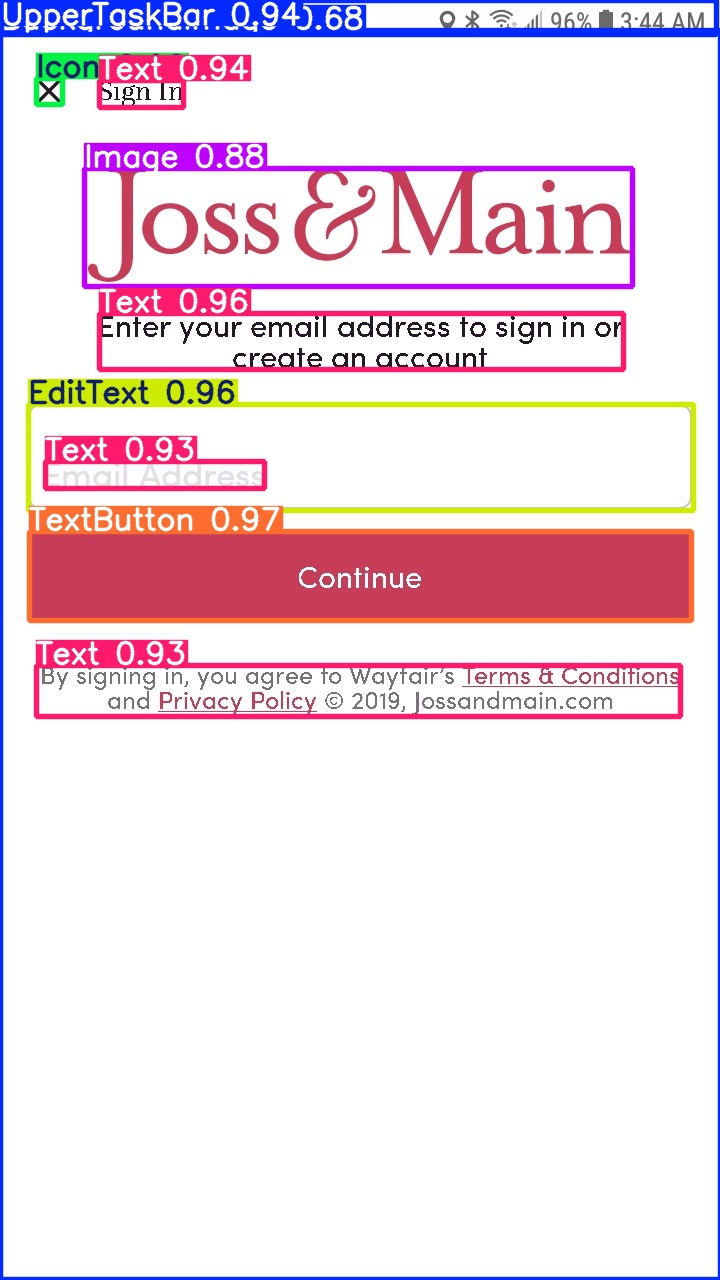 UpperTaskBar 0.94
0.68
96% 3:44 AM
Icon
Text 0.94
Sign In
Image 0.88
Joss&Main
Text 0.96
Enter your email address to sign in or
create an account
EditText 0.96
Text 0.93
Email Address
TextButton 0.97
Continue
Text 0.93
By signing in, you agree to Wayfair's Terms & Conditions
and Privacy Policy © 2019, Jossandmain.com